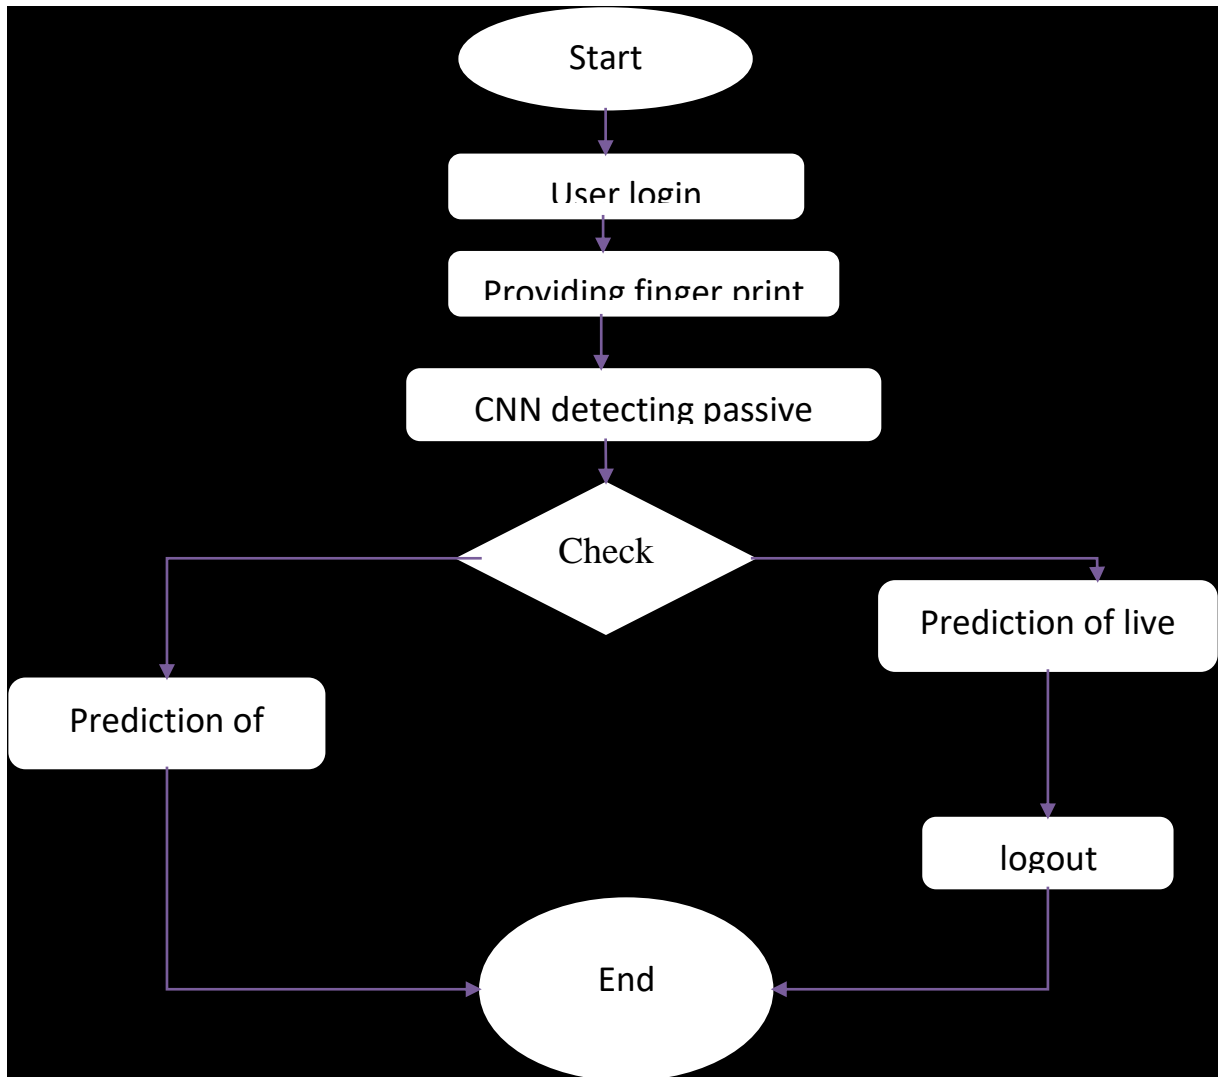 Start
User login
Providing finger print
CNN detecting passive
Check
Prediction of live
Prediction of
logout
End